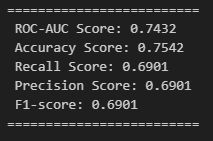 =========================
ROC-AUC Score: 0.7432
Accuracy Score: 0.7542
Recall Score: 0.6901
Precision Score: 0.6901
F1-score: 0.6901
=========================